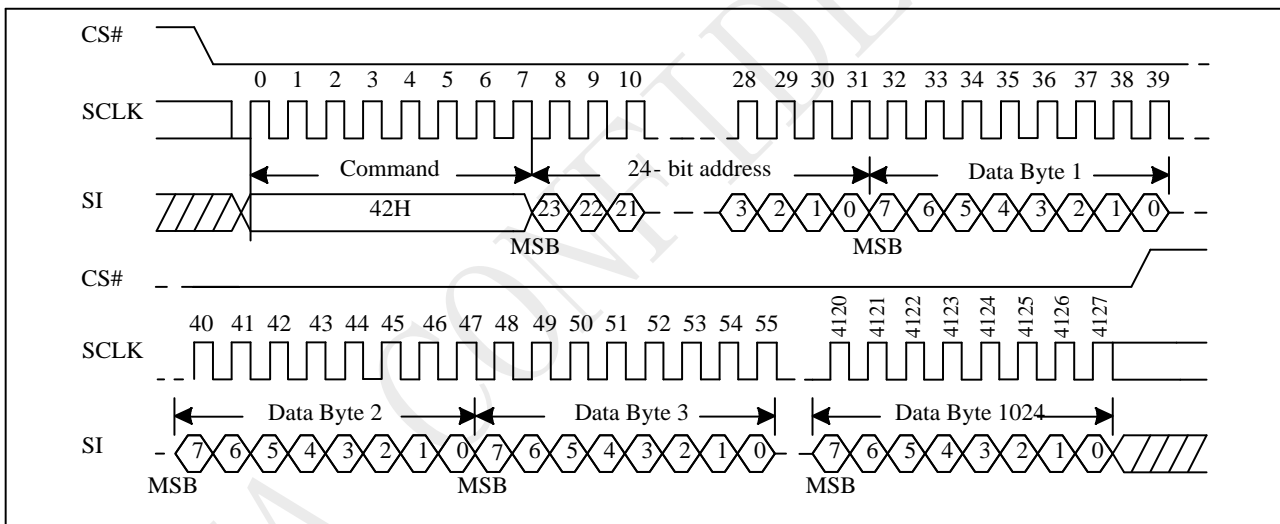 CS#
0 1 2 3 4 5 6 7 8 9 10 28 29 30 31 32 33 34 35 36 37 38 39
SCLK
Command 24- bit address Data Byte 1
SI
42H 23 22 21 3 2 1 0 7 6 5 4 3 2 1 0
MSB MSB
CS#
40 41 42 43 44 45 46 47 48 49 50 51 52 53 54 55 4120 4121 4122 4123 4124 4125 4126 4127
SCLK
Data Byte 2 Data Byte 3 Data Byte 1024
SI
7 6 5 4 3 2 1 0 7 6 5 4 3 2 1 0 7 6 5 4 3 2 1 0
MSB MSB MSB